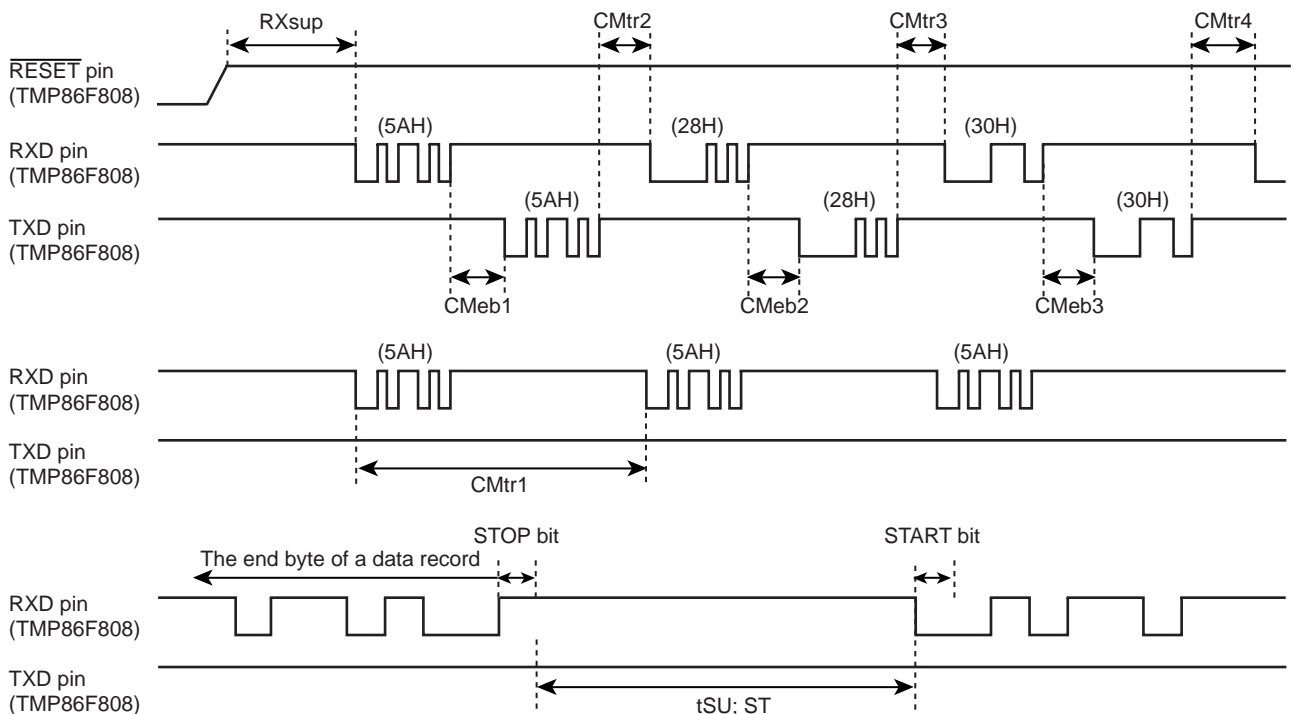 RXsup
CMtr2
CMtr3
CMtr4
RESET pin
(TMP86F808)
(5AH)
(28H)
(30H)
RXD pin
(TMP86F808)
(5AH)
(28H)
(30H)
TXD pin
(TMP86F808)
CMeb1
CMeb2
CMeb3
(5AH)
(5AH)
(5AH)
RXD pin
(TMP86F808)
TXD pin
(TMP86F808)
CMtr1
STOP bit
START bit
The end byte of a data record
RXD pin
(TMP86F808)
TXD pin
(TMP86F808)
tSU; ST